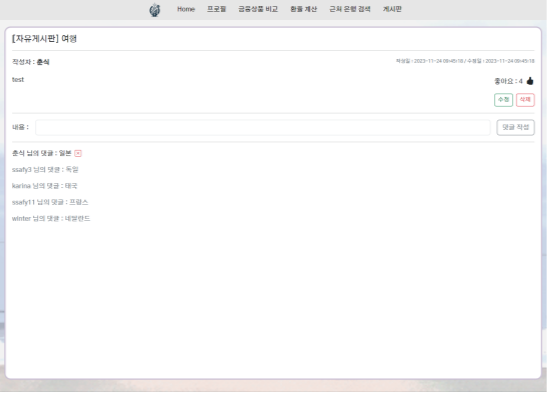 Home 프로필 금융상품 비교 환율 계산 근처 은행 검색 게시판
[자유게시판] 여행
작성자 : 춘식
작성일 : 2023-11-24 09:45:18 / 수정일 : 2023-11-24 09:45:18
test
좋아요 : 4
수정 삭제
내용 :
댓글 작성
춘식 님의 댓글 : 일본
ssafy3 님의 댓글 : 독일
karina 님의 댓글 : 태국
ssafy11 님의 댓글 : 프랑스
winter 님의 댓글 : 네덜란드